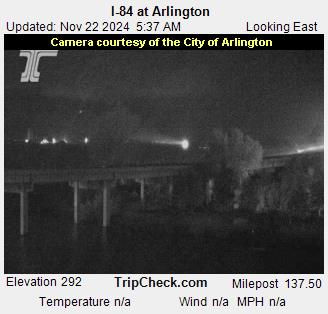 I-84 at Arlington
Updated: Nov 22 2024 5:37 AM Looking East
Camera courtesy of the City of Arlington
Elevation 292 TripCheck.com Milepost 137.50
Temperature n/a Wind n/a MPH n/a